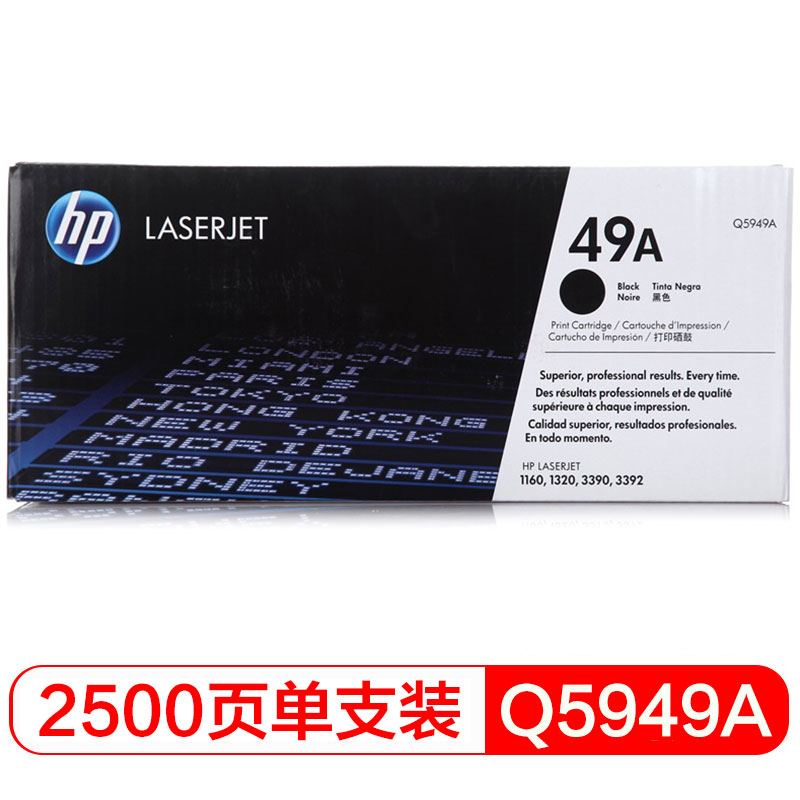 hp LASERJET
49A
Q5949A
Black Tinta Negra
Noire 黑色
Print Cartridge / Cartouche d'Impression /
Cartucho de Impresión / 打印硒鼓
Superior, professional results. Every time.
Des résultats professionnels et de qualité
supérieure à chaque impression.
Calidad superior, resultados profesionales.
En todo momento.
HP LASERJET
1160, 1320, 3390, 3392
LONDON
MIAMI
PARIS
TOKYO
HONG KONG
NEW YORK
MADRID
RIO DE JANE
SYDNEY
2500页单支装 Q5949A